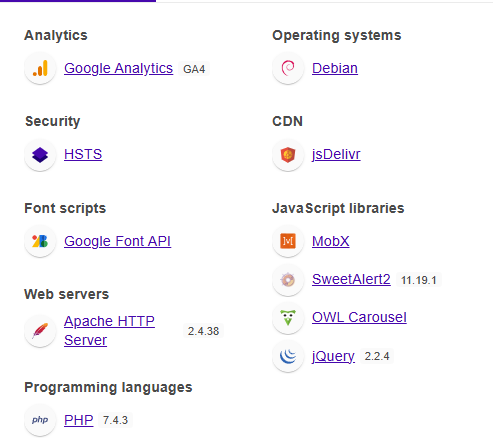 Analytics
Google Analytics GA4
Security
HSTS
Font scripts
Google Font API
Web servers
Apache HTTP
Server 2.4.38
Programming languages
php PHP 7.4.3
Operating systems
Debian
CDN
jsDelivr
JavaScript libraries
MobX
SweetAlert2 11.19.1
OWL Carousel
jQuery 2.2.4